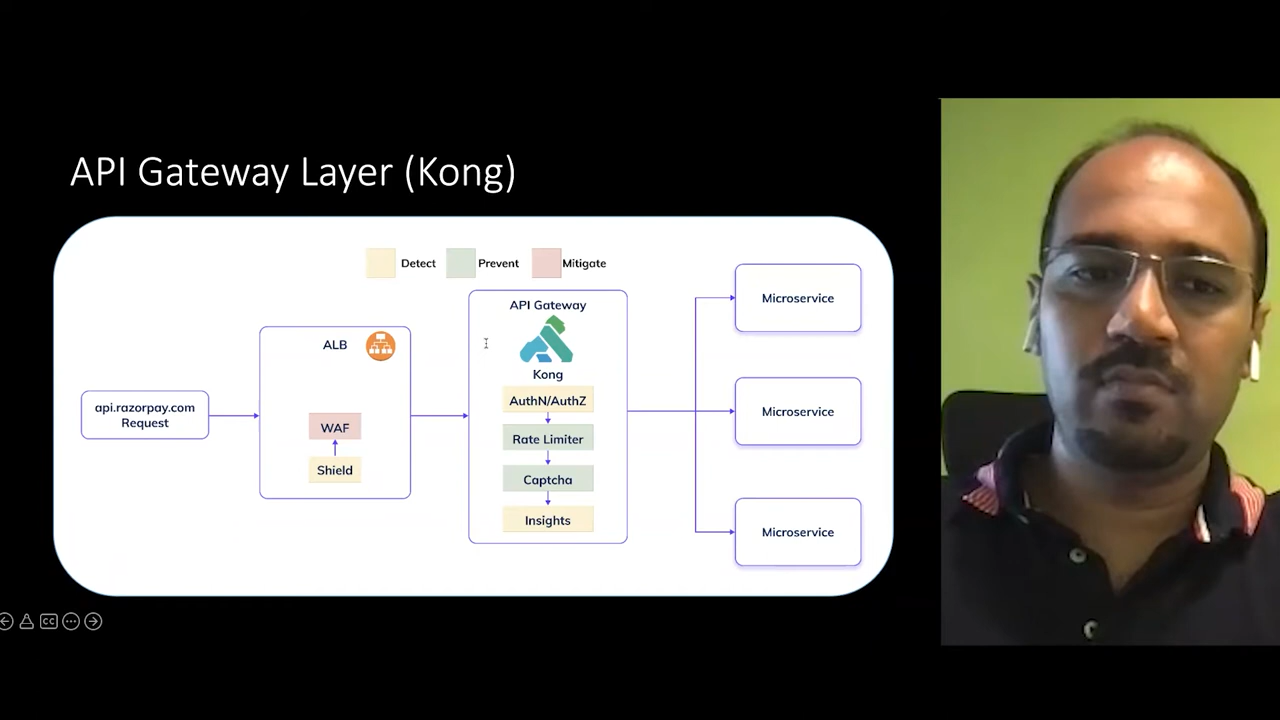 API Gateway Layer (Kong)
Detect
Prevent
Mitigate
api.razorpay.com
Request
ALB
WAF
Shield
API Gateway
Kong
AuthN/AuthZ
Rate Limiter
Captcha
Insights
Microservice
Microservice
Microservice
CC